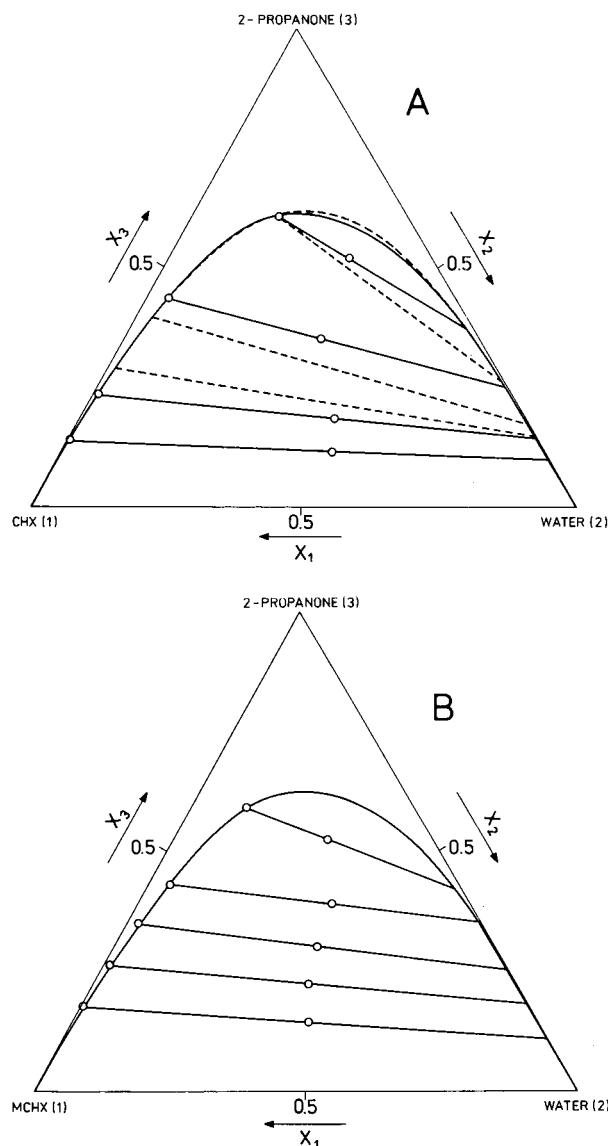 2-PROPANONE (3)
A
X₃
X₂
0.5
0.5
CHX (1)
0.5
WATER (2)
X₁
2-PROPANONE (3)
B
X₃
X₂
0.5
0.5
MCHX (1)
0.5
WATER (2)
X₁